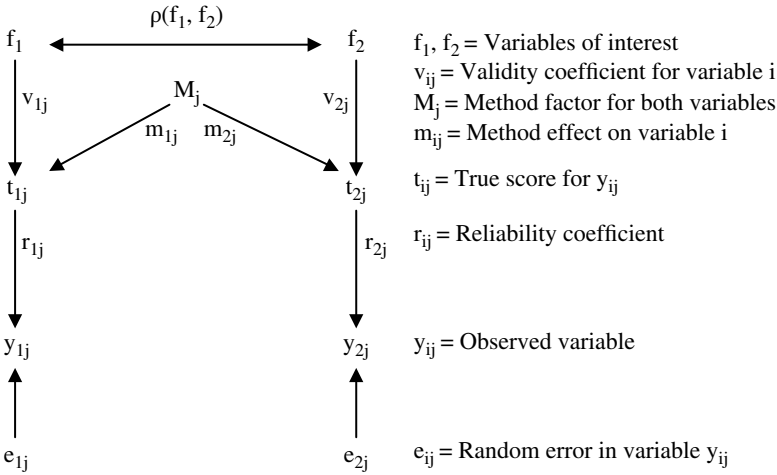 ρ(f₁, f₂)
f₁ f₂ f₁, f₂ = Variables of interest
v₁ⱼ Mⱼ v₂ⱼ vᵢⱼ = Validity coefficient for variable i
Mⱼ = Method factor for both variables
m₁ⱼ m₂ⱼ mᵢⱼ = Method effect on variable i
t₁ⱼ t₂ⱼ tᵢⱼ = True score for yᵢⱼ
r₁ⱼ r₂ⱼ rᵢⱼ = Reliability coefficient
y₁ⱼ y₂ⱼ yᵢⱼ = Observed variable
e₁ⱼ e₂ⱼ eᵢⱼ = Random error in variable yᵢⱼ